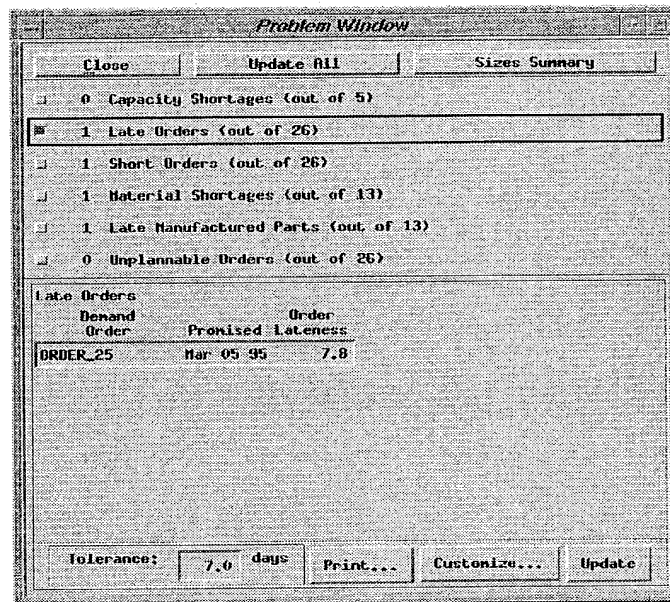 Problem Window
Close Update All Sizes Summary
0 Capacity Shortages (out of 5)
1 Late Orders (out of 26)
1 Short Orders (out of 26)
1 Material Shortages (out of 13)
1 Late Manufactured Parts (out of 13)
0 Unplannable Orders (out of 26)
Late Orders
Demand Order
Order Promised Lateness
ORDER_25 Mar 05 95 7.8
Tolerance: 7.0 days Print... Customize... Update